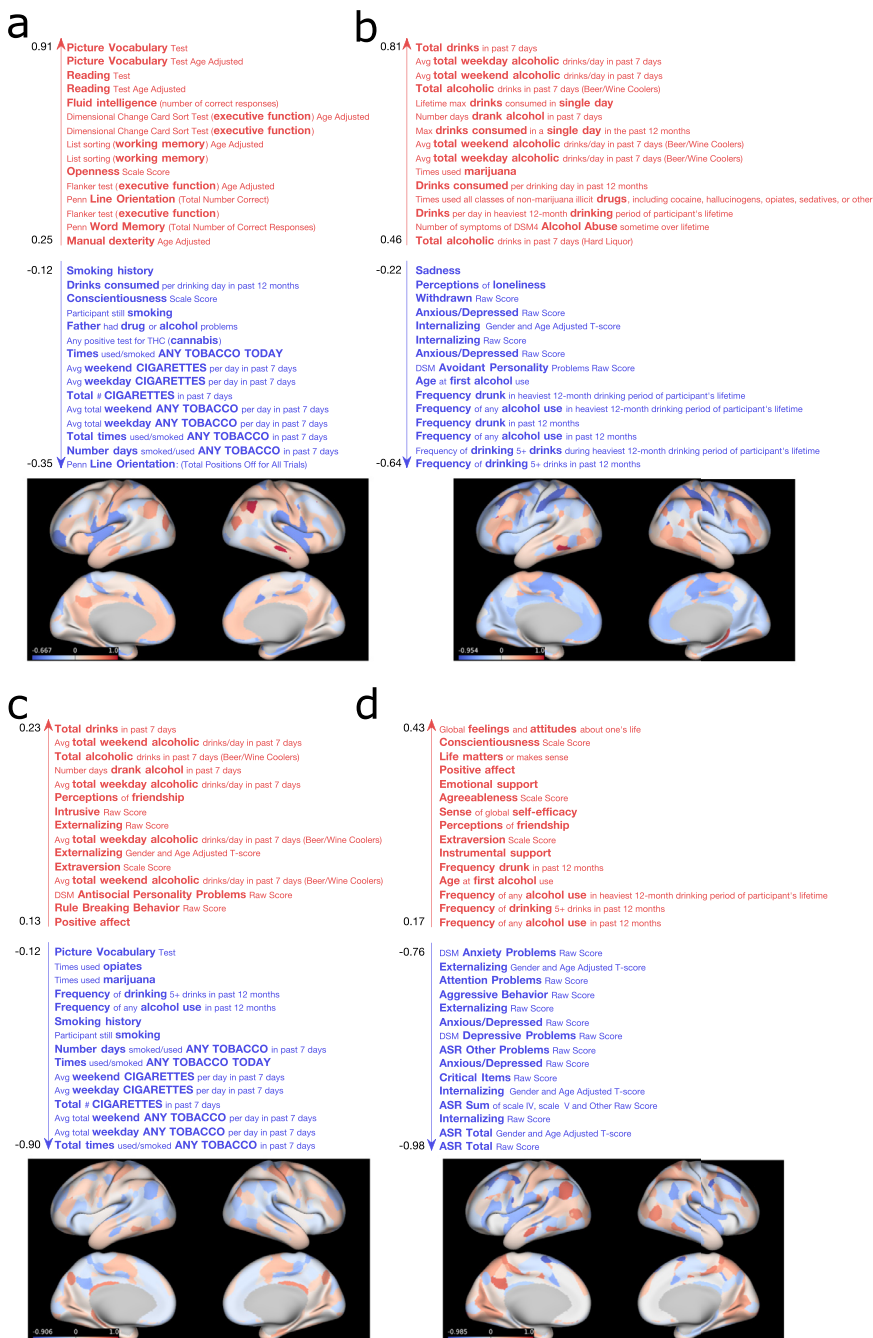 a
0.91
Picture Vocabulary Test
Picture Vocabulary Test Age Adjusted
Reading Test
Reading Test Age Adjusted
Fluid intelligence (number of correct responses)
Dimensional Change Card Sort Test (executive function) Age Adjusted
Dimensional Change Card Sort Test (executive function)
List sorting (working memory) Age Adjusted
List sorting (working memory)
Openness Scale Score
Flanker test (executive function) Age Adjusted
Penn Line Orientation (Total Number Correct)
Flanker test (executive function)
Penn Word Memory (Total Number of Correct Responses)
0.25
Manual dexterity Age Adjusted
-0.12
Smoking history
Drinks consumed per drinking day in past 12 months
Conscientiousness Scale Score
Participant still smoking
Father had drug or alcohol problems
Any positive test for THC (cannabis)
Times used/smoked ANY TOBACCO TODAY
Avg weekend CIGARETTES per day in past 7 days
Avg weekday CIGARETTES per day in past 7 days
Total # CIGARETTES in past 7 days
Avg total weekend ANY TOBACCO per day in past 7 days
Avg total weekday ANY TOBACCO per day in past 7 days
Total times used/smoked ANY TOBACCO in past 7 days
Number days smoked/used ANY TOBACCO in past 7 days
-0.35
Penn Line Orientation: (Total Positions Off for All Trials)
-0.667 0 1.0
b
0.81
Total drinks in past 7 days
Avg total weekday alcoholic drinks/day in past 7 days
Avg total weekend alcoholic drinks/day in past 7 days
Total alcoholic drinks in past 7 days (Beer/Wine Coolers)
Lifetime max drinks consumed in single day
Number days drank alcohol in past 7 days
Max drinks consumed in a single day in the past 12 months
Avg total weekend alcoholic drinks/day in past 7 days (Beer/Wine Coolers)
Avg total weekday alcoholic drinks/day in past 7 days (Beer/Wine Coolers)
Times used marijuana
Drinks consumed per drinking day in past 12 months
Times used all classes of non-marijuana illicit drugs, including cocaine, hallucinogens, opiates, sedatives, or other
Drinks per day in heaviest 12-month drinking period of participant's lifetime
Number of symptoms of DSM4 Alcohol Abuse sometime over lifetime
0.46
Total alcoholic drinks in past 7 days (Hard Liquor)
-0.22
Sadness
Perceptions of loneliness
Withdrawn Raw Score
Anxious/Depressed Raw Score
Internalizing Gender and Age Adjusted T-score
Internalizing Raw Score
Anxious/Depressed Raw Score
DSM Avoidant Personality Problems Raw Score
Age at first alcohol use
Frequency drunk in heaviest 12-month drinking period of participant's lifetime
Frequency of any alcohol use in heaviest 12-month drinking period of participant's lifetime
Frequency drunk in past 12 months
Frequency of any alcohol use in past 12 months
Frequency of drinking 5+ drinks during heaviest 12-month drinking period of participant's lifetime
-0.64
Frequency of drinking 5+ drinks in past 12 months
-0.954 0 1.0
c
0.23
Total drinks in past 7 days
Avg total weekend alcoholic drinks/day in past 7 days
Total alcoholic drinks in past 7 days (Beer/Wine Coolers)
Number days drank alcohol in past 7 days
Avg total weekday alcoholic drinks/day in past 7 days
Perceptions of friendship
Intrusive Raw Score
Externalizing Raw Score
Avg total weekday alcoholic drinks/day in past 7 days (Beer/Wine Coolers)
Externalizing Gender and Age Adjusted T-score
Extraversion Scale Score
Avg total weekend alcoholic drinks/day in past 7 days (Beer/Wine Coolers)
DSM Antisocial Personality Problems Raw Score
Rule Breaking Behavior Raw Score
0.13
Positive affect
-0.12
Picture Vocabulary Test
Times used opiates
Times used marijuana
Frequency of drinking 5+ drinks in past 12 months
Frequency of any alcohol use in past 12 months
Smoking history
Participant still smoking
Number days smoked/used ANY TOBACCO in past 7 days
Times used/smoked ANY TOBACCO TODAY
Avg weekend CIGARETTES per day in past 7 days
Avg weekday CIGARETTES per day in past 7 days
Total # CIGARETTES in past 7 days
Avg total weekend ANY TOBACCO per day in past 7 days
Avg total weekday ANY TOBACCO per day in past 7 days
-0.90
Total times used/smoked ANY TOBACCO in past 7 days
-0.906 0 1.0
d
0.43
Global feelings and attitudes about one's life
Conscientiousness Scale Score
Life matters or makes sense
Positive affect
Emotional support
Agreeableness Scale Score
Sense of global self-efficacy
Perceptions of friendship
Extraversion Scale Score
Instrumental support
Frequency drunk in past 12 months
Age at first alcohol use
Frequency of any alcohol use in heaviest 12-month drinking period of participant's lifetime
Frequency of drinking 5+ drinks in past 12 months
0.17
Frequency of any alcohol use in past 12 months
-0.76
DSM Anxiety Problems Raw Score
Externalizing Gender and Age Adjusted T-score
Attention Problems Raw Score
Aggressive Behavior Raw Score
Externalizing Raw Score
Anxious/Depressed Raw Score
DSM Depressive Problems Raw Score
ASR Other Problems Raw Score
Anxious/Depressed Raw Score
Critical Items Raw Score
Internalizing Gender and Age Adjusted T-score
ASR Sum of scale IV, scale V and Other Raw Score
Internalizing Raw Score
ASR Total Gender and Age Adjusted T-score
-0.98
ASR Total Raw Score
-0.985 0 1.0